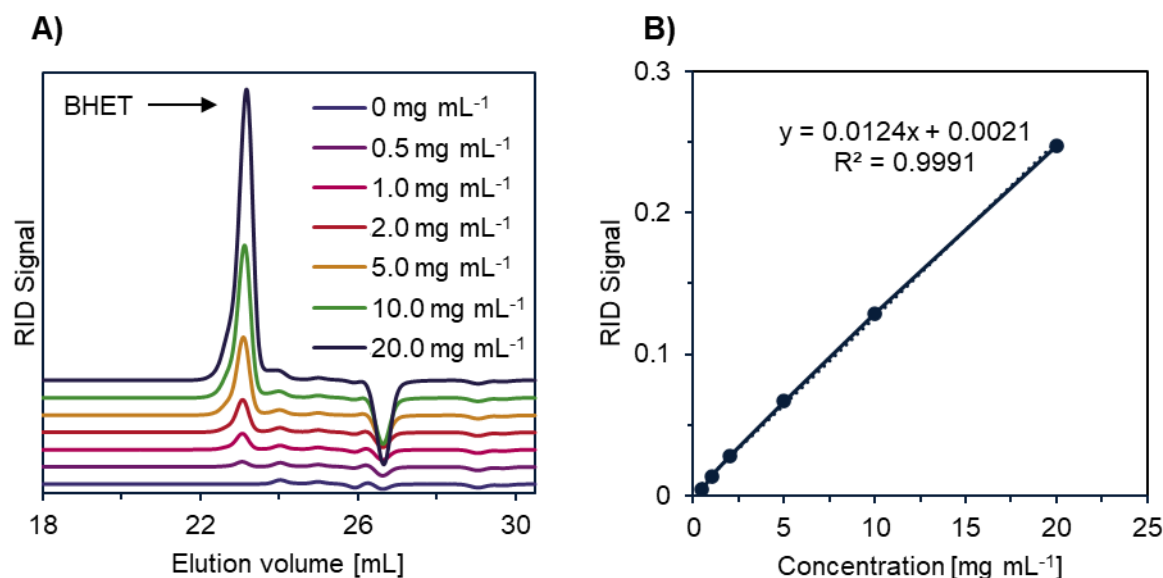 A)
BHET
0 mg mL⁻¹
0.5 mg mL⁻¹
1.0 mg mL⁻¹
2.0 mg mL⁻¹
5.0 mg mL⁻¹
10.0 mg mL⁻¹
20.0 mg mL⁻¹
RID Signal
18 22 26 30
Elution volume [mL]
B)
0.3
y = 0.0124x + 0.0021
R² = 0.9991
0.2
0.1
0
RID Signal
0 5 10 15 20 25
Concentration [mg mL⁻¹]